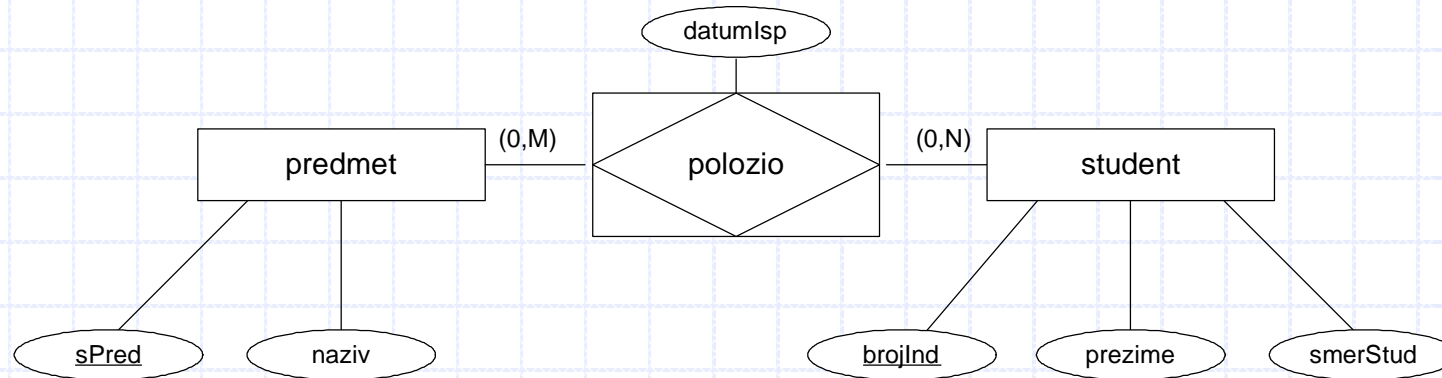 datumIsp
(0,M)
(0,N)
predmet
polozio
student
sPred
naziv
brojInd
prezime
smerStud